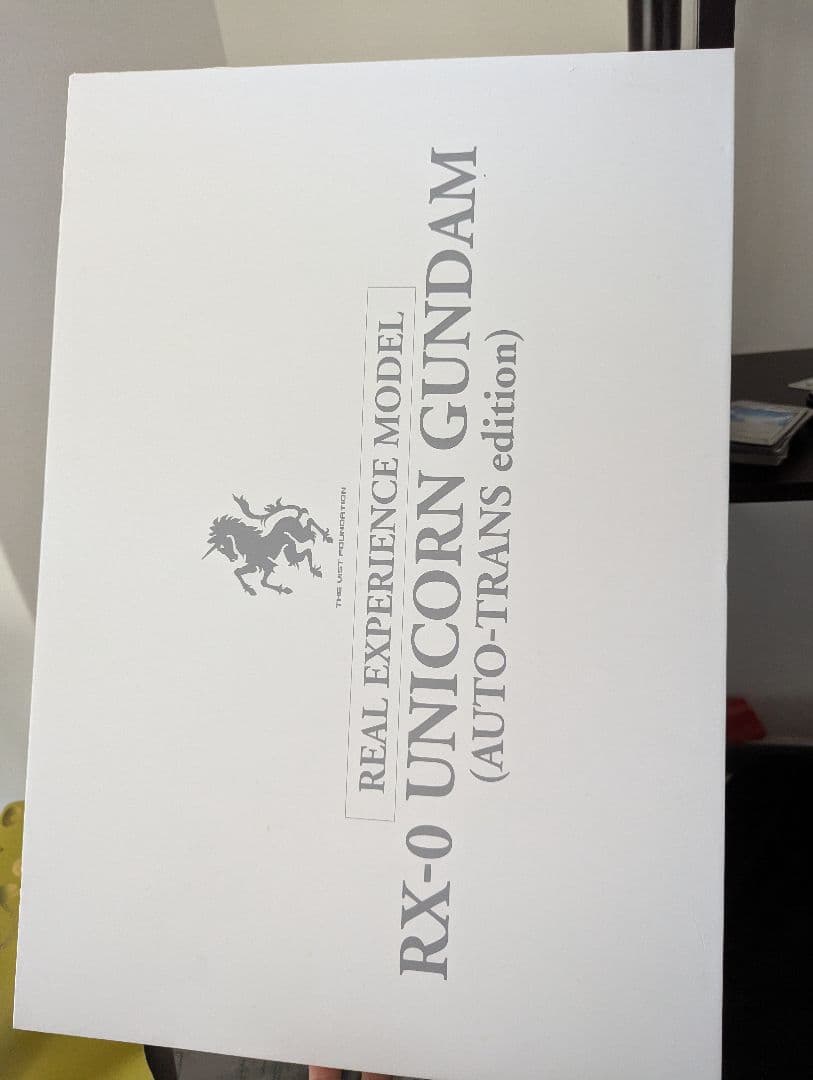 THE VIST FOUNDATION
REAL EXPERIENCE MODEL
RX-0 UNICORN GUNDAM
(AUTO-TRANS edition)